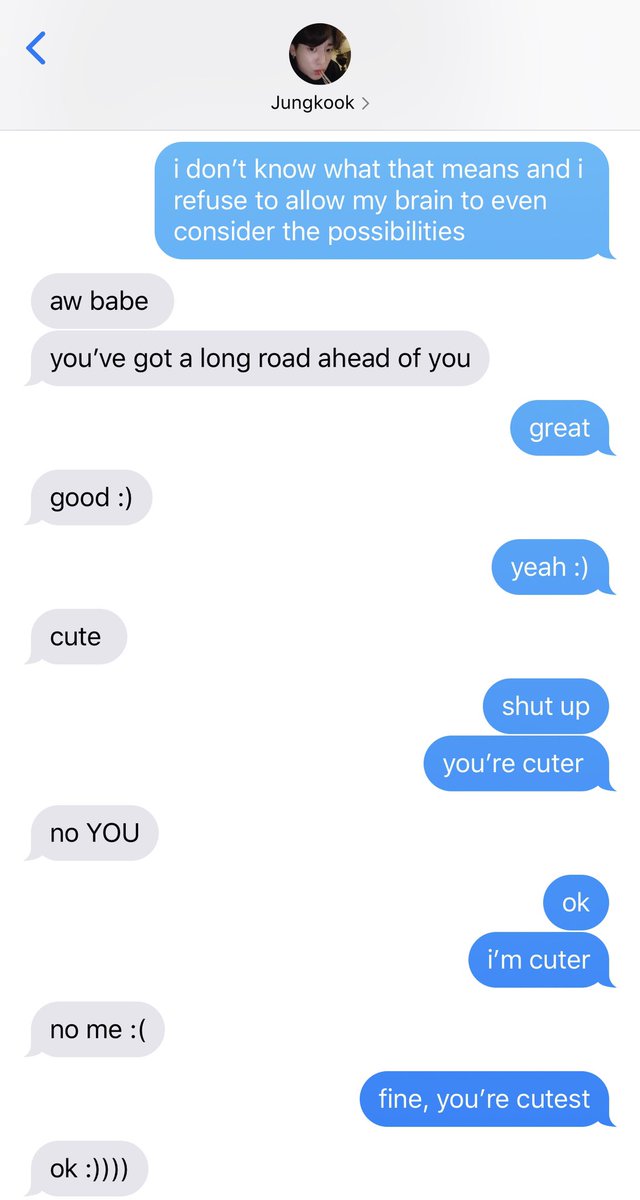 Jungkook
i don’t know what that means and i
refuse to allow my brain to even
consider the possibilities
aw babe
you’ve got a long road ahead of you
great
good :)
yeah :)
cute
shut up
you’re cuter
no YOU
ok
i’m cuter
no me :(
fine, you’re cutest
ok :))))